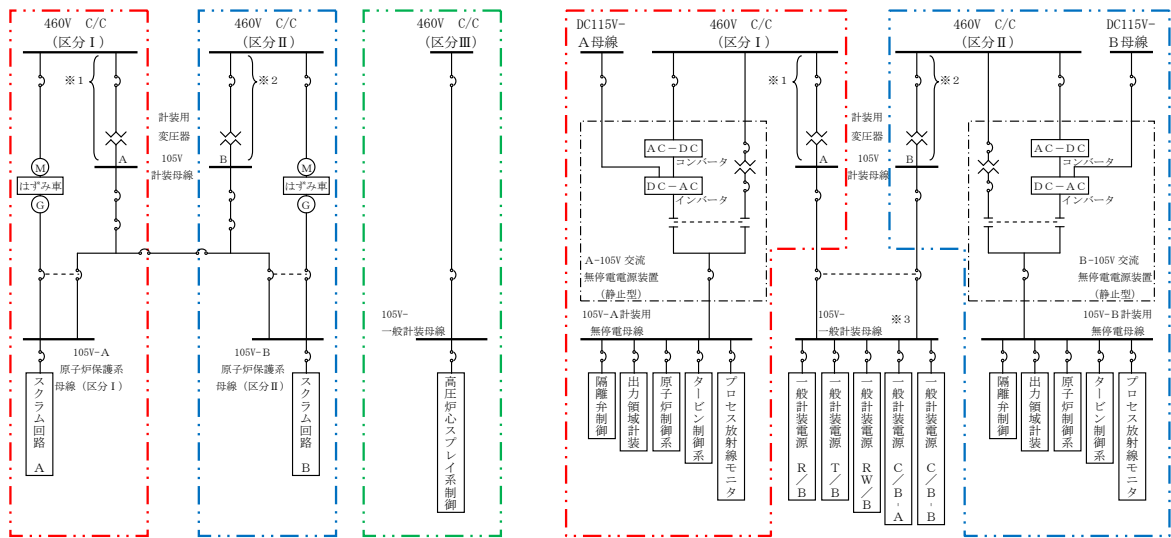 460V C/C
(区分Ⅰ)
460V C/C
(区分Ⅱ)
460V C/C
(区分Ⅲ)
※1
※2
計装用
変圧器
A
105V
計装母線
B
M
はずみ車
G
M
はずみ車
G
105V-A
原子炉保護系
母線(区分Ⅰ)
105V-B
原子炉保護系
母線(区分Ⅱ)
105V-
一般計装母線
スクラム回路 A
スクラム回路 B
高圧炉心スプレイ系制御
DC115V-
A母線
460V C/C
(区分Ⅰ)
460V C/C
(区分Ⅱ)
DC115V-
B母線
※1
※2
計装用
変圧器
A
105V
計装母線
B
AC-DC
コンバータ
DC-AC
インバータ
AC-DC
コンバータ
DC-AC
インバータ
A-105V 交流
無停電電源装置
(静止型)
B-105V 交流
無停電電源装置
(静止型)
105V-A計装用
無停電母線
105V-
一般計装母線
※3
105V-B計装用
無停電母線
隔離弁制御
出力領域計装
原子炉制御系
タービン制御系
プロセス放射線モニタ
一般計装電源 R/B
一般計装電源 T/B
一般計装電源 RW/B
一般計装電源 C/B-A
一般計装電源 C/B-B
隔離弁制御
出力領域計装
原子炉制御系
タービン制御系
プロセス放射線モニタ